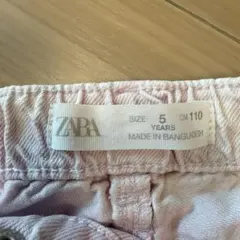 ZARA
SIZE 5 CM 110
YEARS
MADE IN BANGLADESH